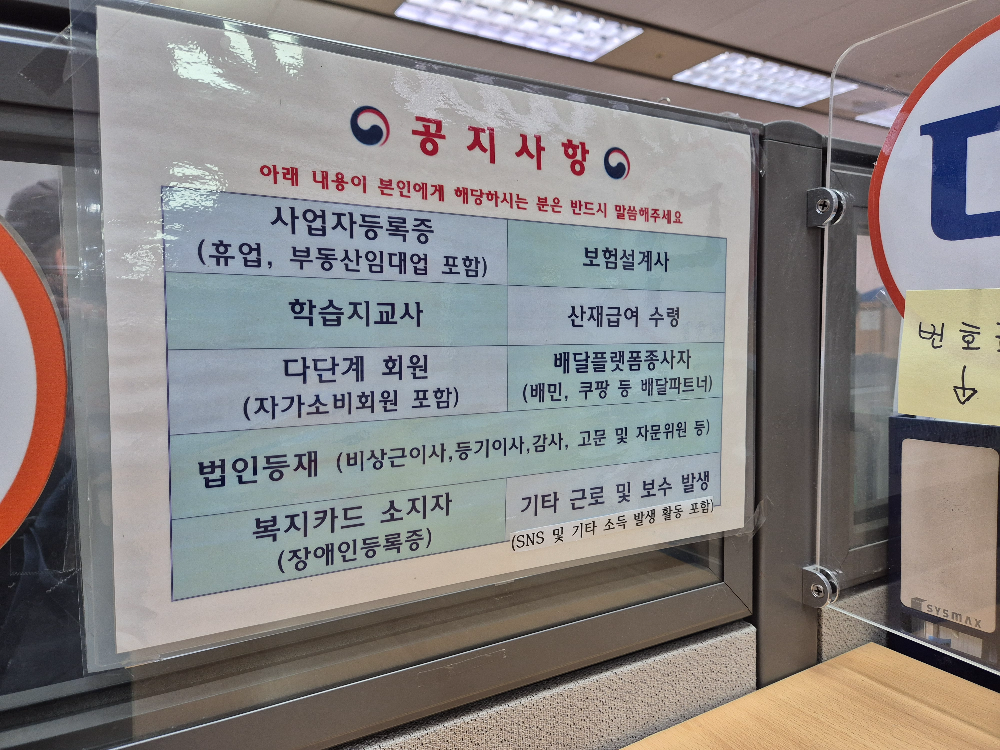 공지사항
아래 내용이 본인에게 해당하시는 분은 반드시 말씀해주세요
사업자등록증
(휴업, 부동산임대업 포함)
보험설계사
학습지교사
산재급여 수령
다단계 회원
(자가소비회원 포함)
배달플랫폼종사자
(배민, 쿠팡 등 배달파트너)
법인등재 (비상근이사,등기이사,감사, 고문 및 자문위원 등)
복지카드 소지자
(장애인등록증)
기타 근로 및 보수 발생
(SNS 및 기타 소득 발생 활동 포함)
번호
SYSMAX